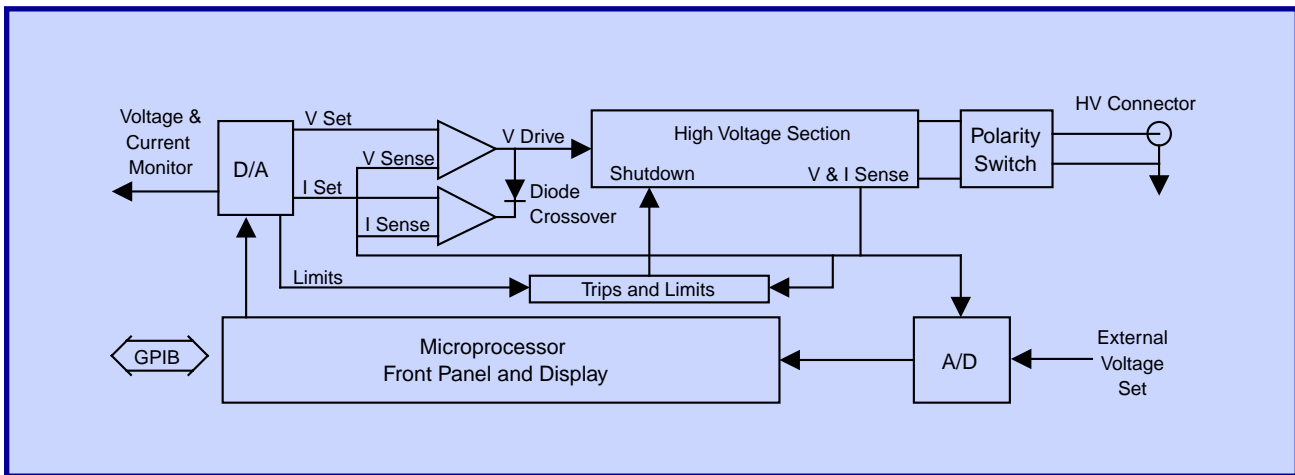 Voltage &
Current
Monitor
D/A
V Set
V Sense
I Set
I Sense
V Drive
Diode
Crossover
High Voltage Section
Shutdown
V & I Sense
Polarity
Switch
HV Connector
Limits
Trips and Limits
GPIB
Microprocessor
Front Panel and Display
A/D
External
Voltage
Set